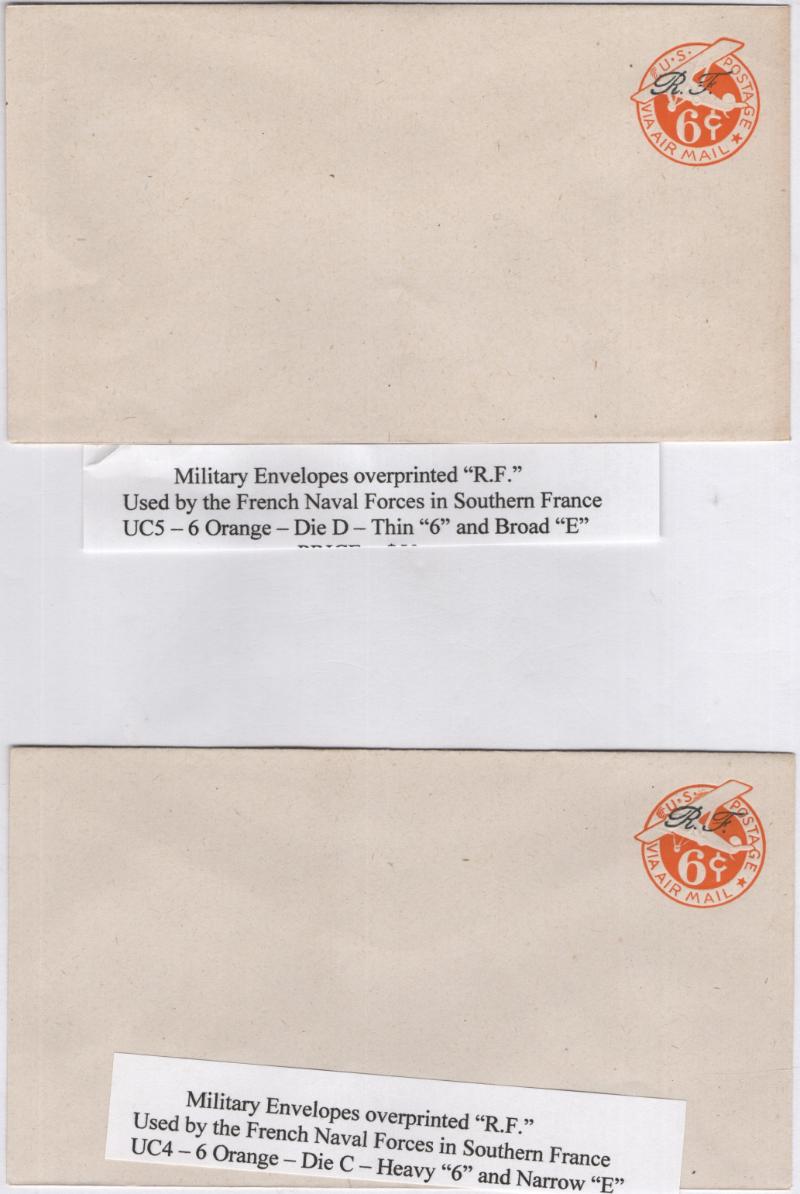 U.S. POSTAGE
R.F.
6¢
VIA AIR MAIL ★
Military Envelopes overprinted “R.F.”
Used by the French Naval Forces in Southern France
UC5 – 6 Orange – Die D – Thin “6” and Broad “E”
U.S. POSTAGE
R.F.
6¢
VIA AIR MAIL ★
Military Envelopes overprinted “R.F.”
Used by the French Naval Forces in Southern France
UC4 – 6 Orange – Die C – Heavy “6” and Narrow “E”